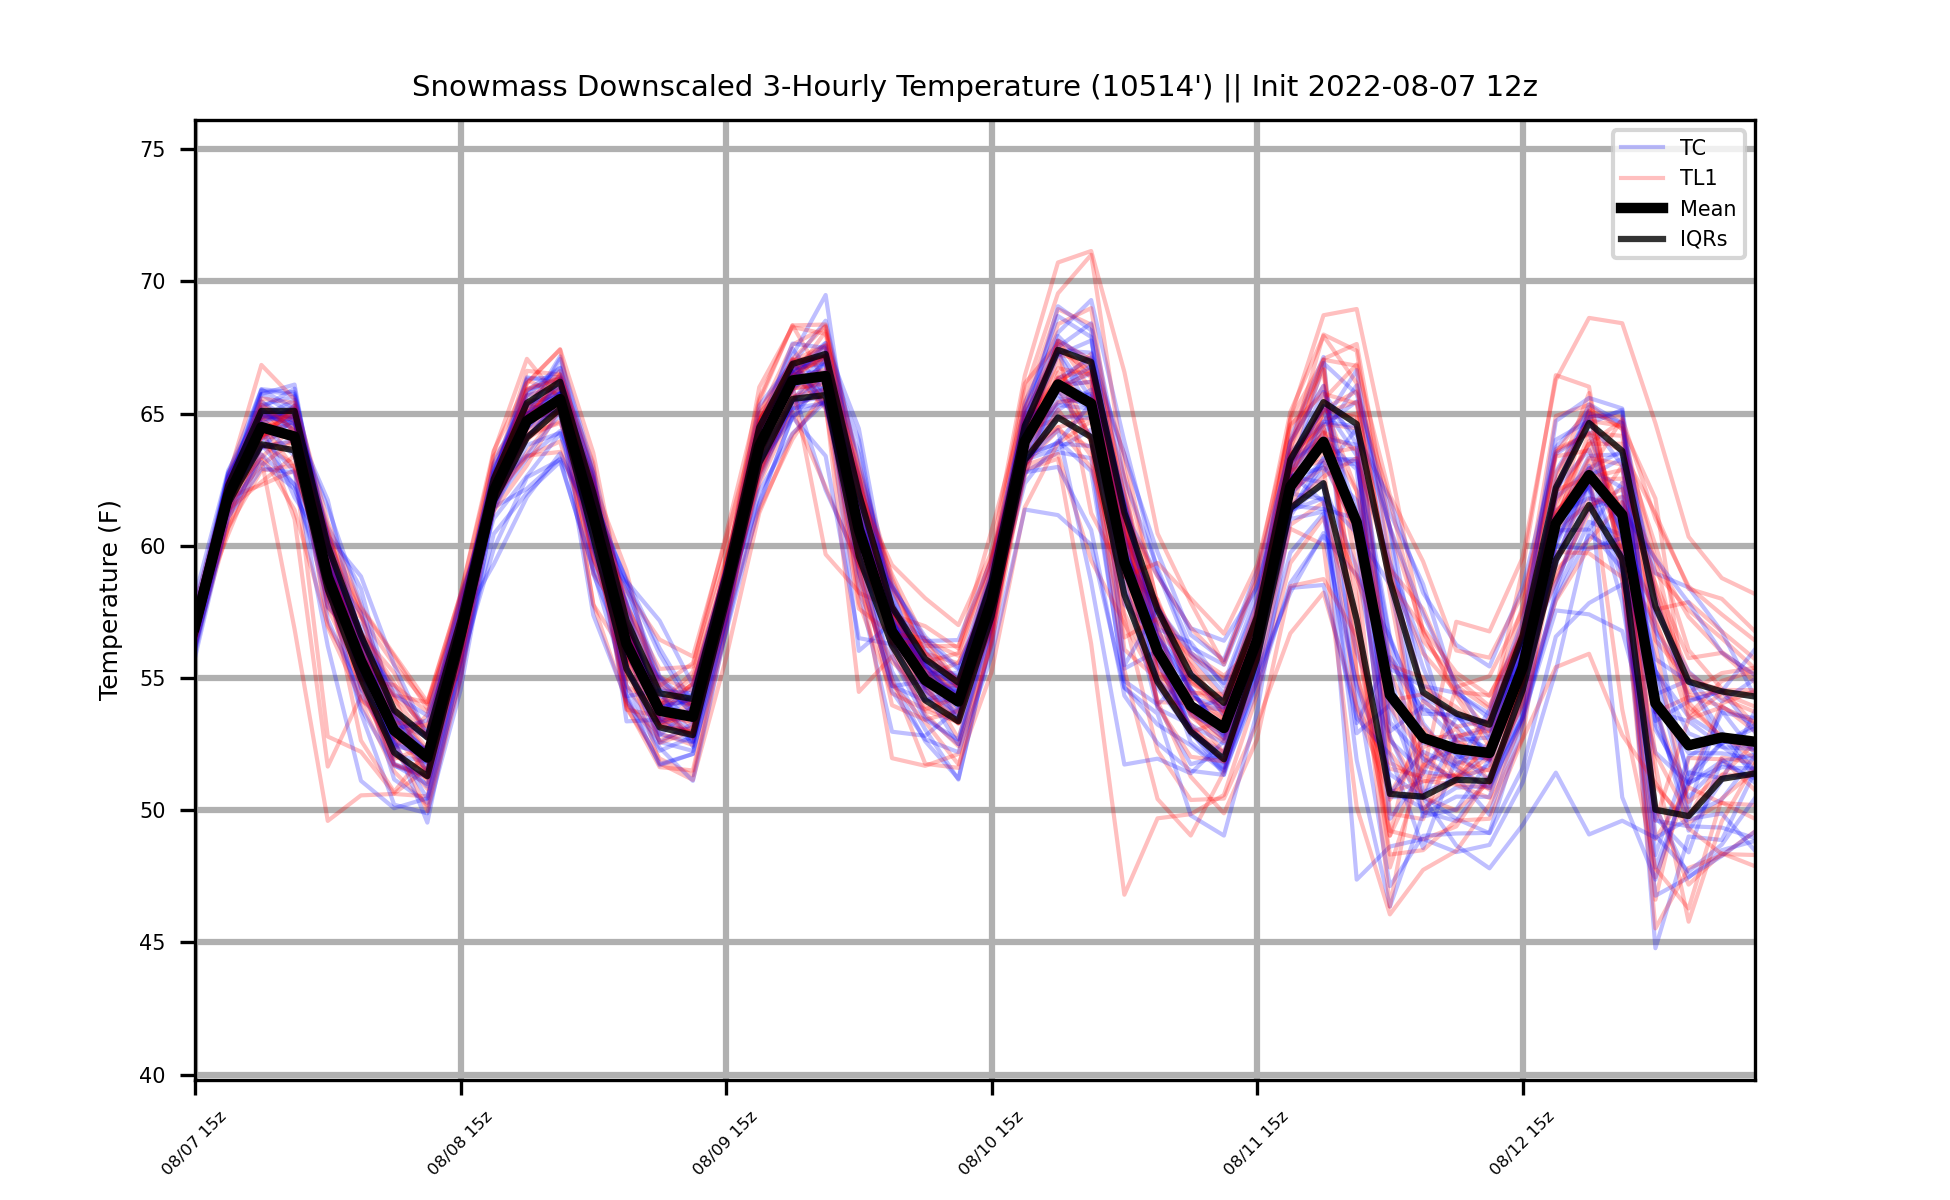 Snowmass Downscaled 3-Hourly Temperature (10514') || Init 2022-08-07 12z
TC
TL1
Mean
IQRs
Temperature (F)
75
70
65
60
55
50
45
40
08/07 15z
08/08 15z
08/09 15z
08/10 15z
08/11 15z
08/12 15z